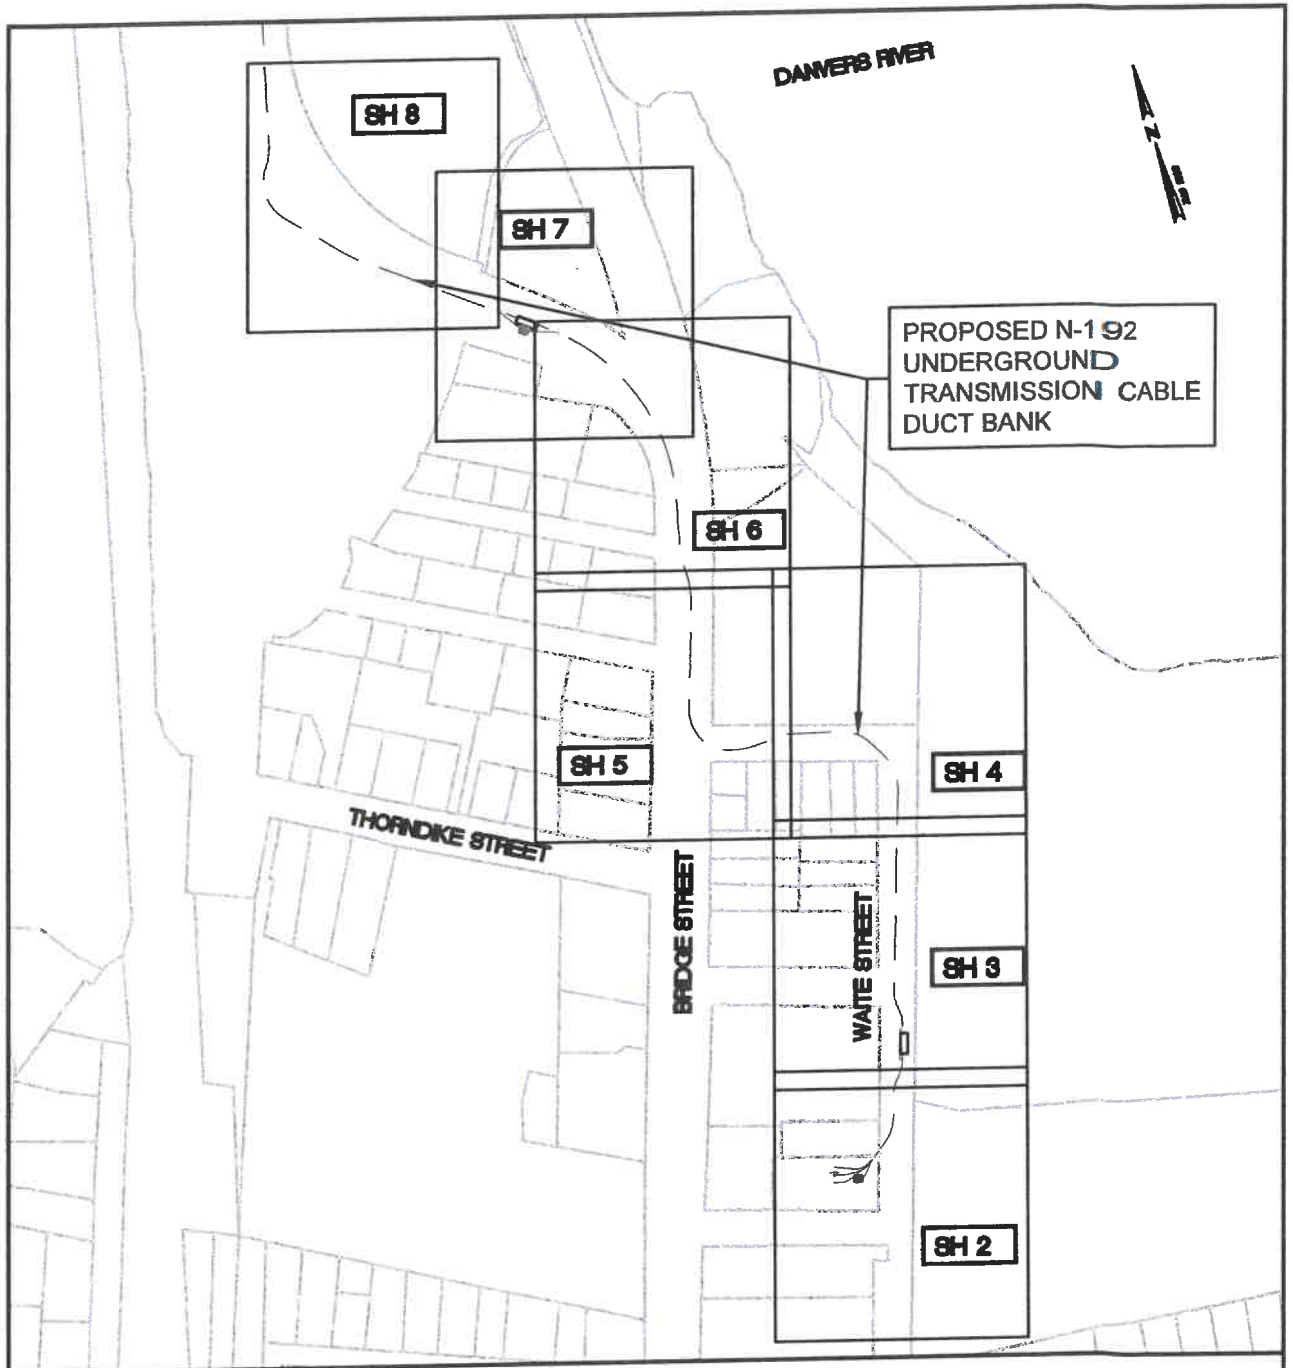 DANVERS RIVER
N
SH 8
SH 7
PROPOSED N-192
UNDERGROUND
TRANSMISSION CABLE
DUCT BANK
SH 6
SH 5
SH 4
THORNDIKE STREET
BRIDGE STREET
WAITE STREET
SH 3
SH 2